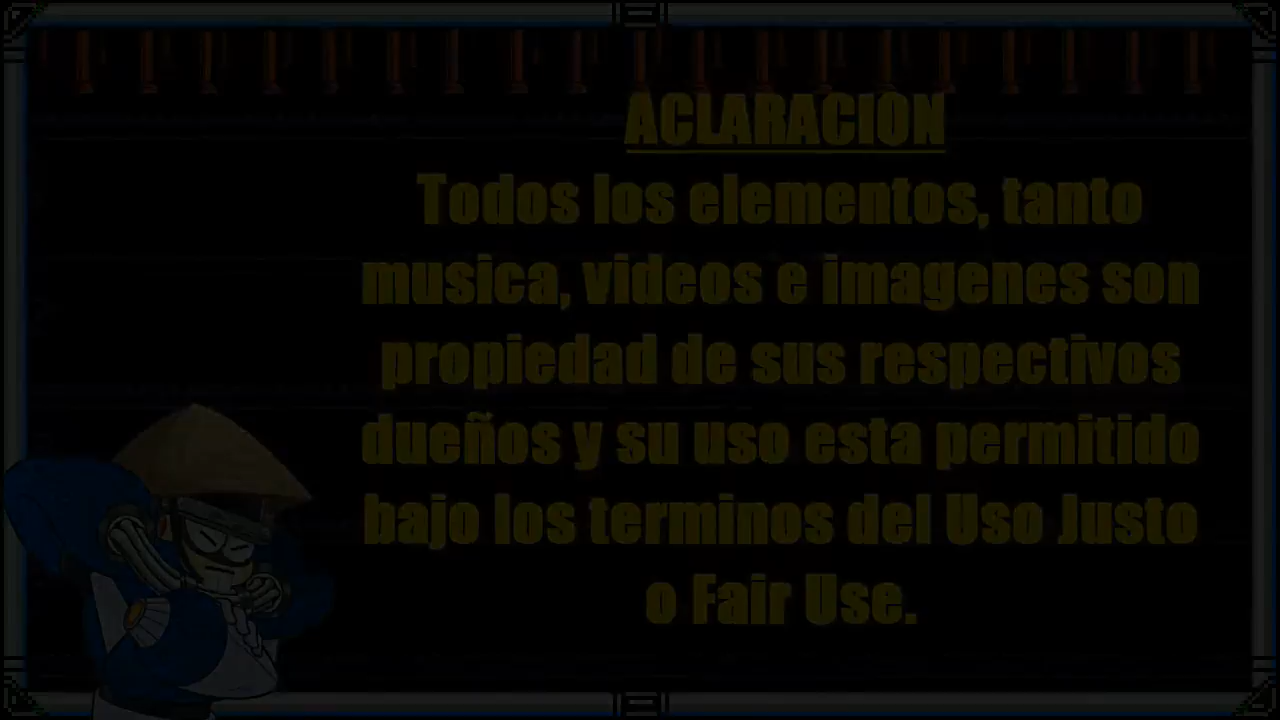 ACLARACIÓN
Todos los elementos, tanto
musica, videos e imagenes son
propiedad de sus respectivos
dueños y su uso esta permitido
bajo los terminos del Uso Justo
o Fair Use.